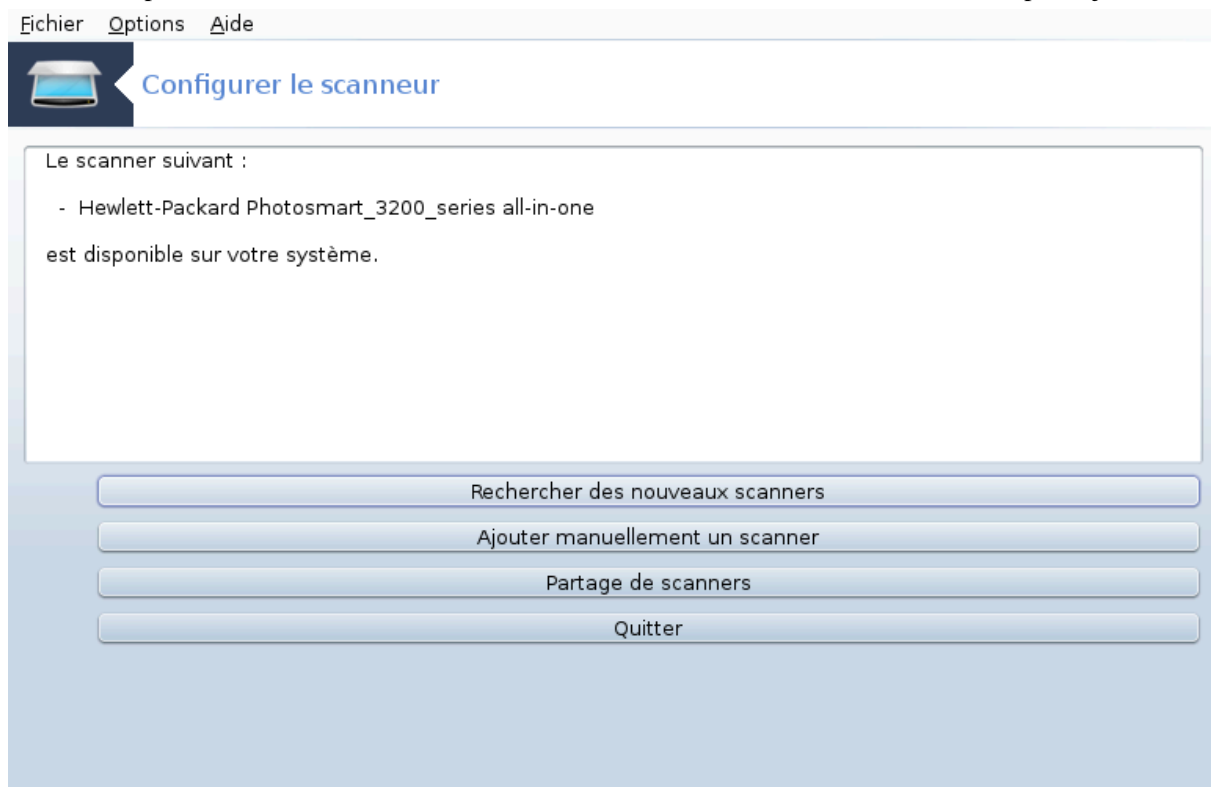 Fichier Options Aide
Configurer le scanneur
Le scanner suivant :
- Hewlett-Packard Photosmart_3200_series all-in-one
est disponible sur votre système.
Rechercher des nouveaux scanners
Ajouter manuellement un scanner
Partage de scanners
Quitter